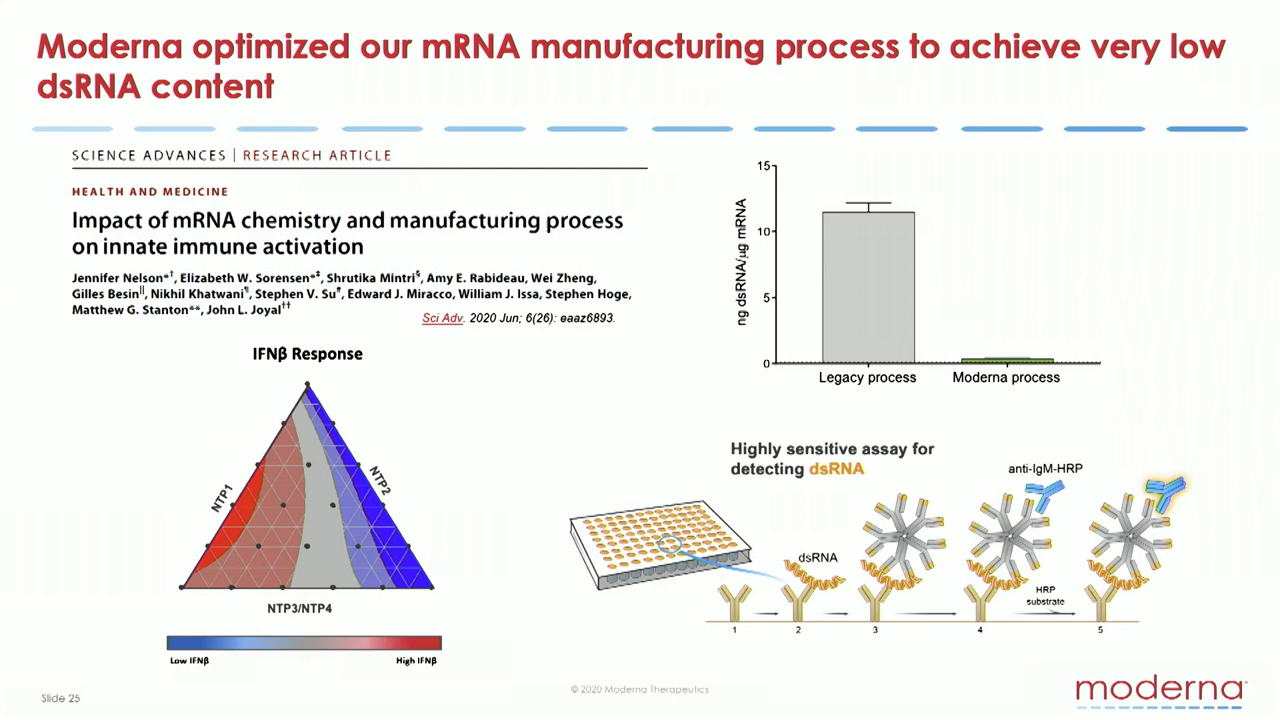 Moderna optimized our mRNA manufacturing process to achieve very low
dsRNA content
SCIENCE ADVANCES | RESEARCH ARTICLE
HEALTH AND MEDICINE
Impact of mRNA chemistry and manufacturing process
on innate immune activation
Jennifer Nelson*†, Elizabeth W. Sorensen*‡, Shrutika Mintri§, Amy E. Rabideau, Wei Zheng,
Gilles Besin||, Nikhil Khatwani¶, Stephen V. Su#, Edward J. Miracco, William J. Issa, Stephen Hoge,
Matthew G. Stanton**, John L. Joyal††
Sci Adv. 2020 Jun; 6(26): eaaz6893.
IFNβ Response
NTP1
NTP2
NTP3/NTP4
Low IFNβ
High IFNβ
ng dsRNA/µg mRNA
15
10
5
0
Legacy process
Moderna process
Highly sensitive assay for
detecting dsRNA
anti-IgM-HRP
dsRNA
HRP
substrate
1
2
3
4
5
Slide 25
© 2020 Moderna Therapeutics
moderna